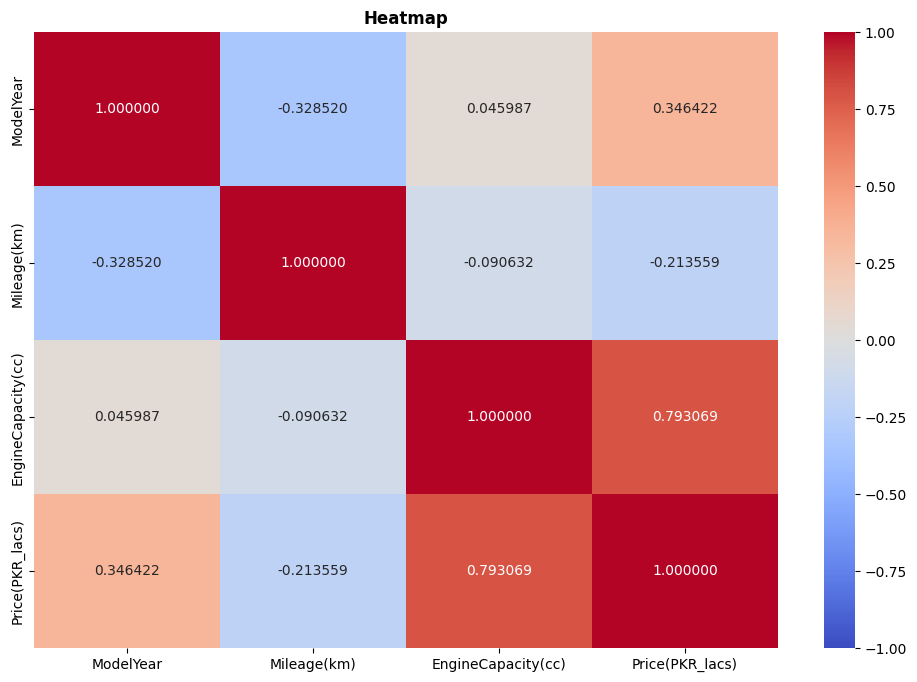 Heatmap
ModelYear
1.000000
-0.328520
0.045987
0.346422
Mileage(km)
-0.328520
1.000000
-0.090632
-0.213559
EngineCapacity(cc)
0.045987
-0.090632
1.000000
0.793069
Price(PKR_lacs)
0.346422
-0.213559
0.793069
1.000000
ModelYear
Mileage(km)
EngineCapacity(cc)
Price(PKR_lacs)
1.00
0.75
0.50
0.25
0.00
−0.25
−0.50
−0.75
−1.00